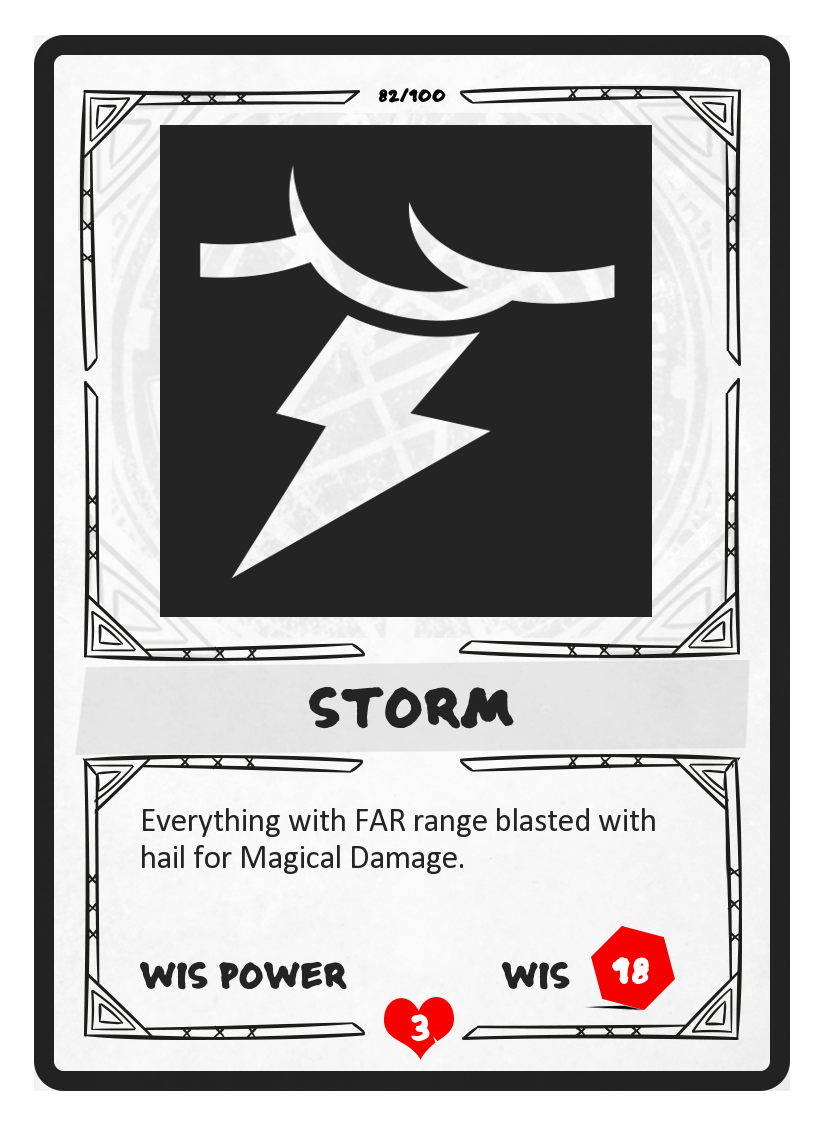 82/100
STORM
Everything with FAR range blasted with
hail for Magical Damage.
WIS POWER
WIS 18
3